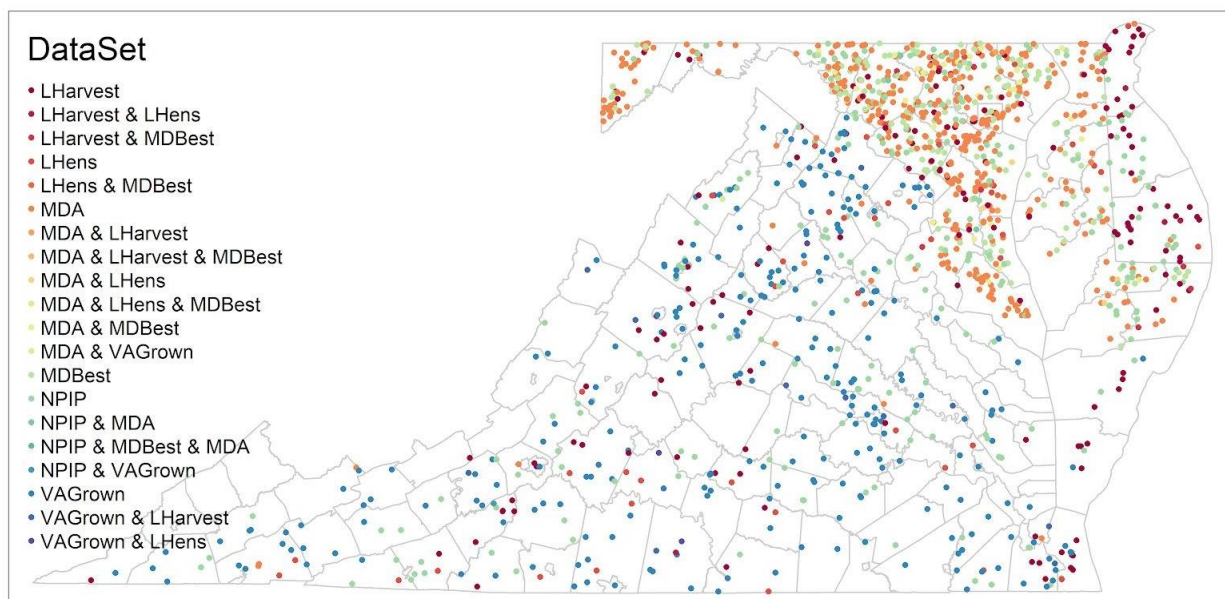 DataSet
LHarvest
LHarvest & LHens
LHarvest & MDBest
LHens
LHens & MDBest
MDA
MDA & LHarvest
MDA & LHarvest & MDBest
MDA & LHens
MDA & LHens & MDBest
MDA & MDBest
MDA & VAGrown
MDBest
NPIP
NPIP & MDA
NPIP & MDBest & MDA
NPIP & VAGrown
VAGrown
VAGrown & LHarvest
VAGrown & LHens